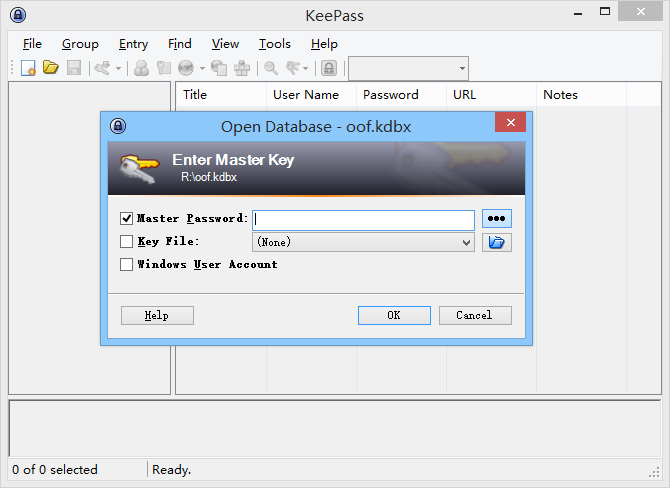 KeePass
File Group Entry Find View Tools Help
Title User Name Password URL Notes
Open Database - oof.kdbx
Enter Master Key
R:\oof.kdbx
Master Password:
Key File: (None)
Windows User Account
Help OK Cancel
0 of 0 selected Ready.